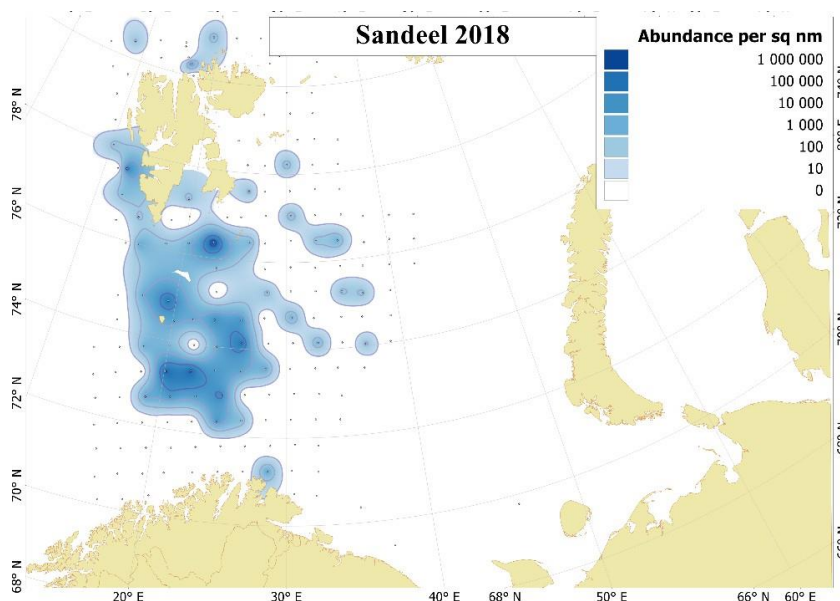 Sandeel 2018
Abundance per sq nm
1 000 000
100 000
10 000
1 000
100
10
0
78° N
76° N
74° N
72° N
70° N
68° N
20° E
30° E
40° E
68° N
50° E
66° N
60° E